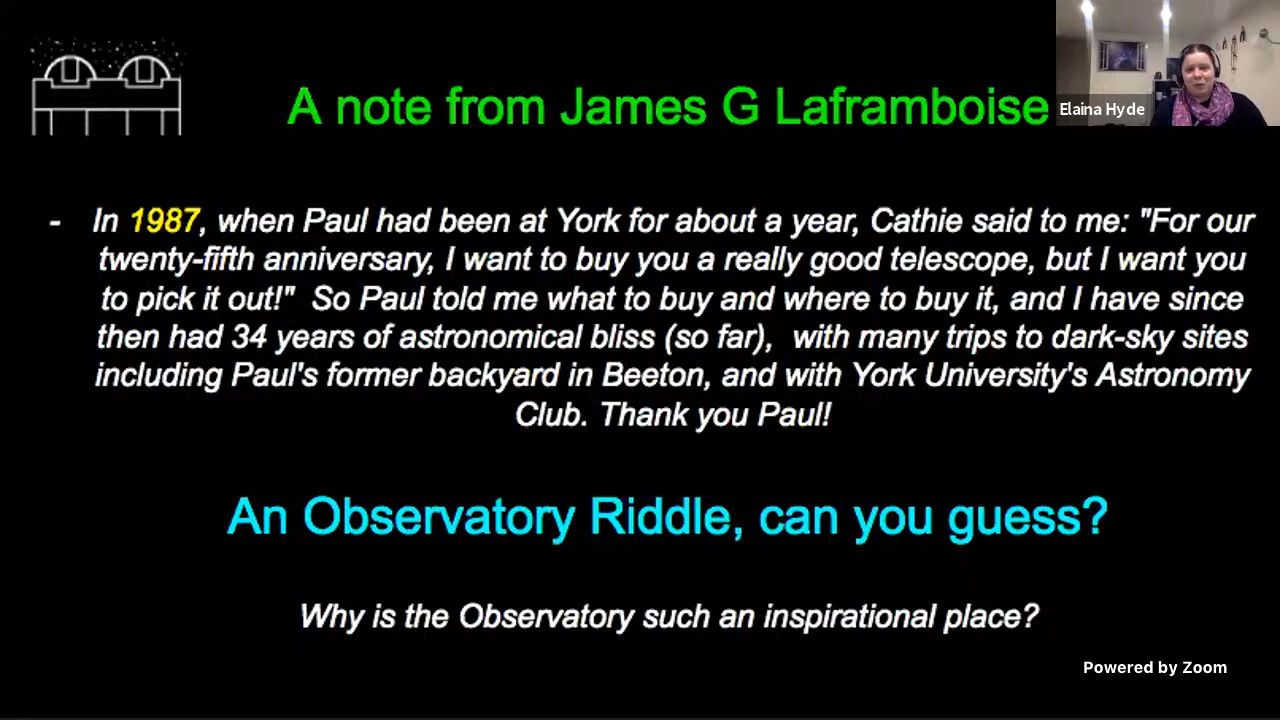 A note from James G Laframboise
Elaina Hyde
- In 1987, when Paul had been at York for about a year, Cathie said to me: "For our
twenty-fifth anniversary, I want to buy you a really good telescope, but I want you
to pick it out!" So Paul told me what to buy and where to buy it, and I have since
then had 34 years of astronomical bliss (so far), with many trips to dark-sky sites
including Paul's former backyard in Beeton, and with York University's Astronomy
Club. Thank you Paul!
An Observatory Riddle, can you guess?
Why is the Observatory such an inspirational place?
Powered by Zoom